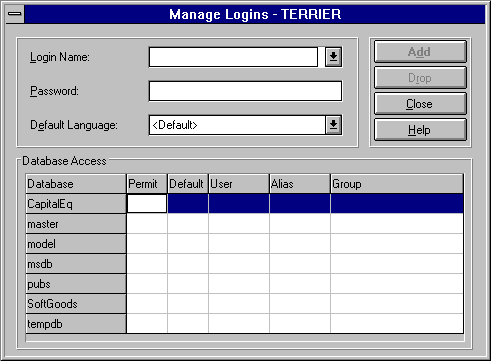 Manage Logins - TERRIER
Login Name:
Password:
Default Language:
<Default>
Add
Drop
Close
Help
Database Access
Database Permit Default User Alias Group
CapitalEq
master
model
msdb
pubs
SoftGoods
tempdb